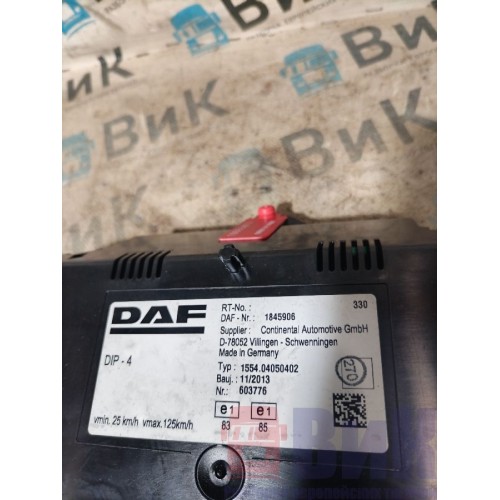 ВиК
ВиК
ВиК
ВиК
DAF
RT-No.: 330
DAF - Nr.: 1845906
Supplier: Continental Automotive GmbH
D-78052 Villingen - Schwenningen
Made in Germany
DIP - 4
Typ: 1554.04050402
Bauj.: 11/2013
Nr.: 603776
270
e1 e1
83 85
vmin. 25 km/h vmax.125km/h
ВиК